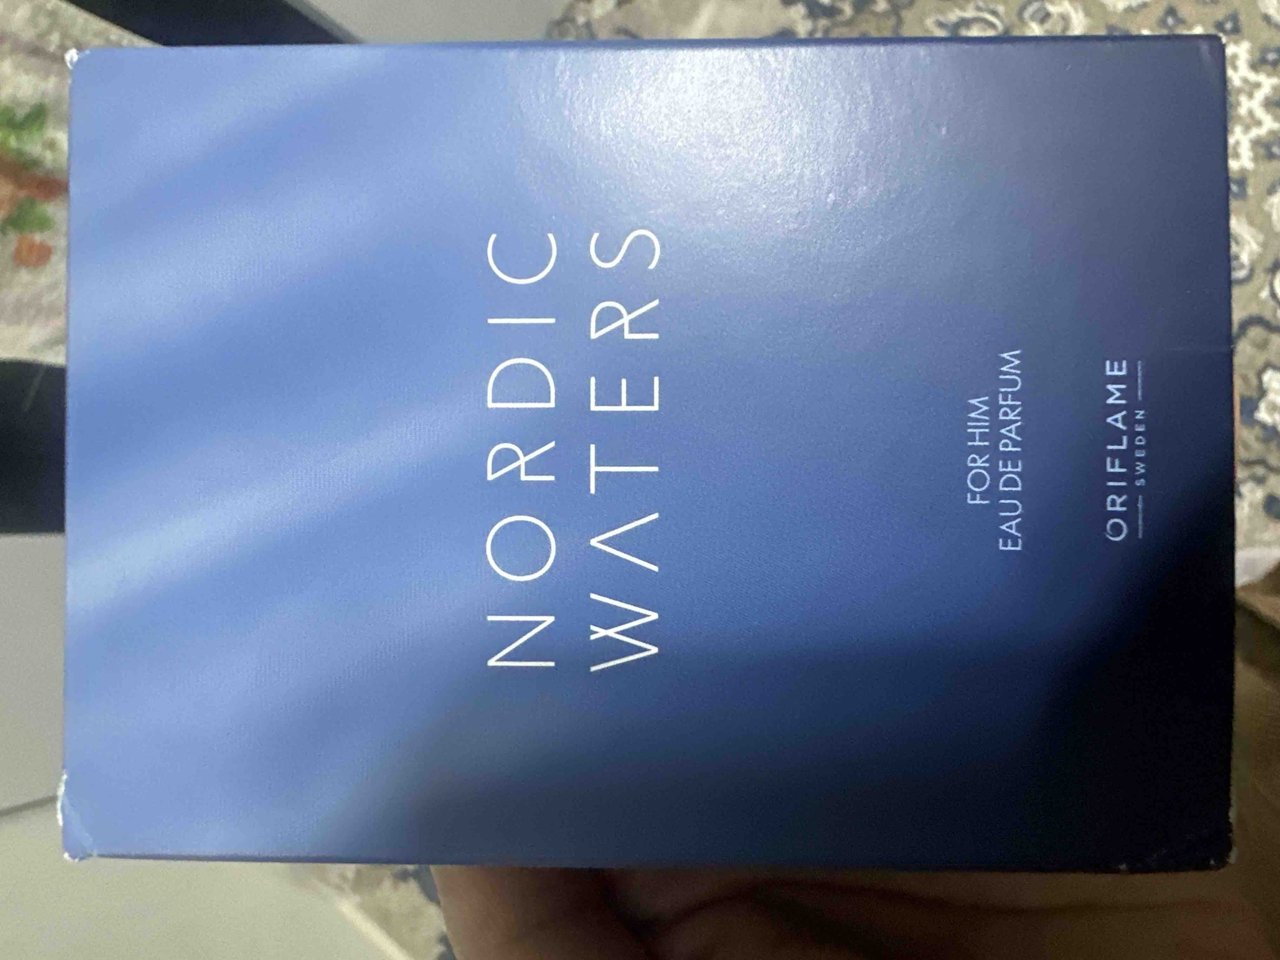 NORDIC
WATERS
FOR HIM
EAU DE PARFUM
ORIFLAME
SWEDEN